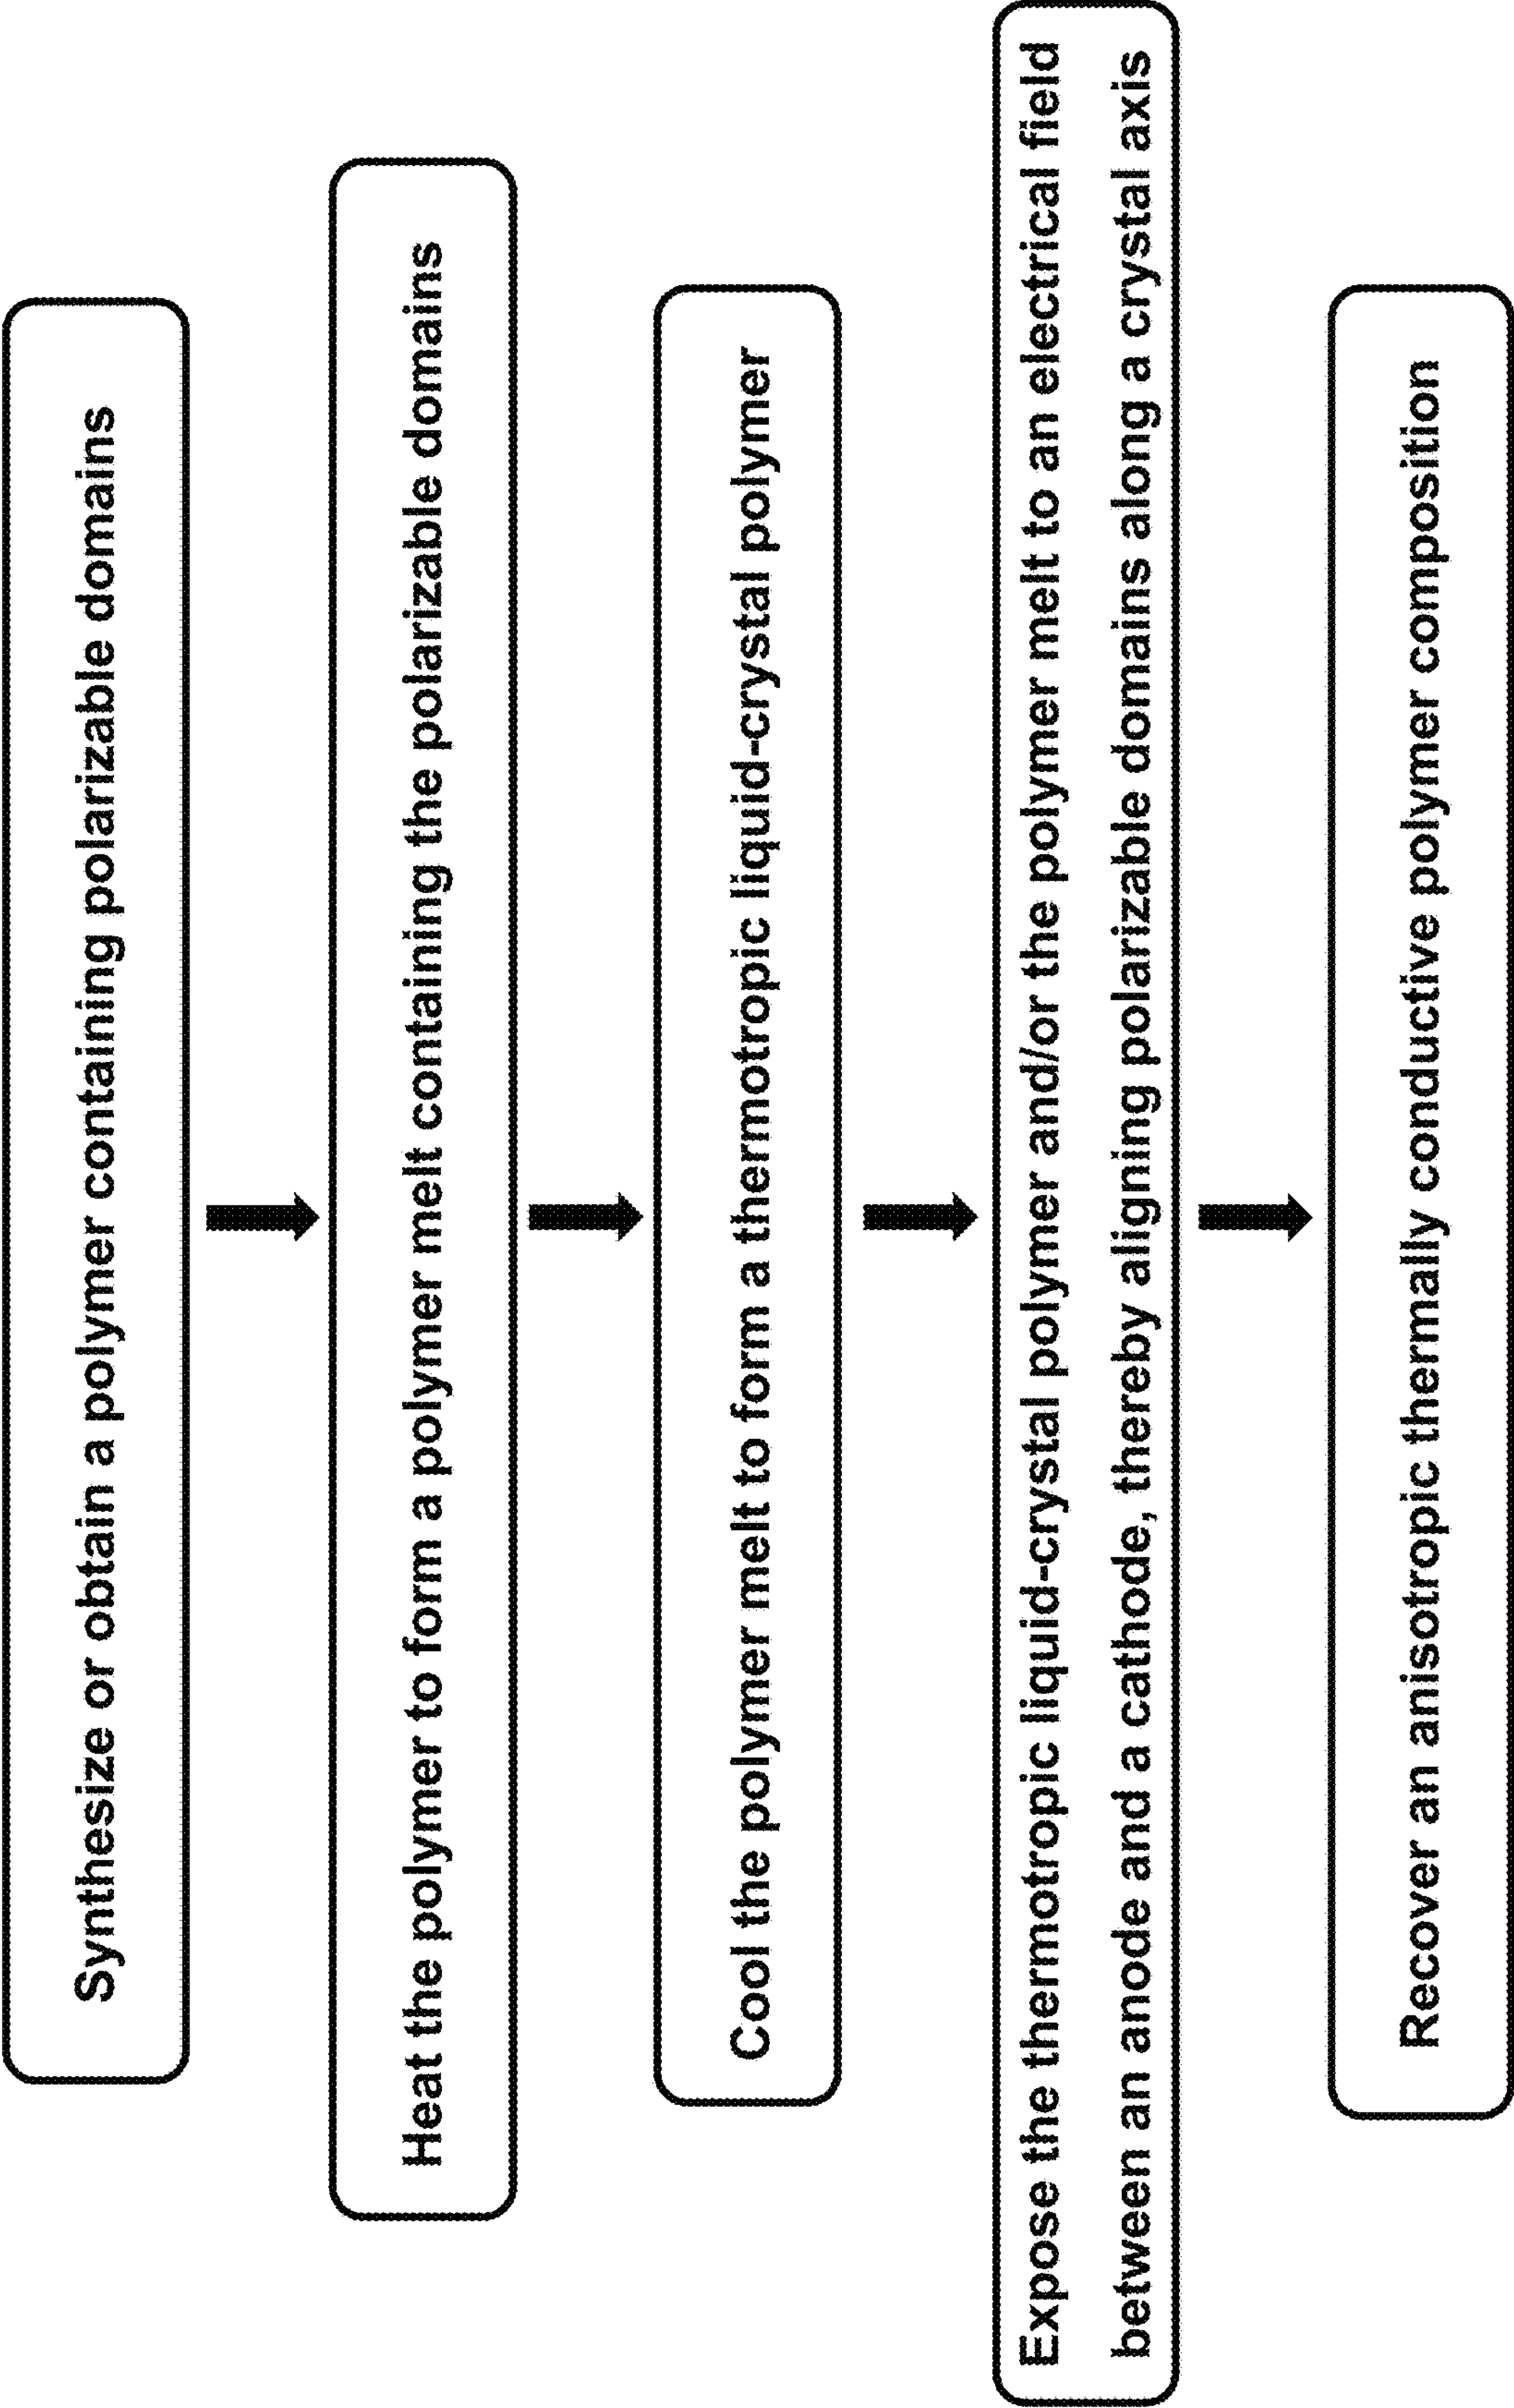 Synthesize or obtain a polymer containing polarizable domains
Heat the polymer to form a polymer melt containing the polarizable domains
Cool the polymer melt to form a thermotropic liquid-crystal polymer
Expose the thermotropic liquid-crystal polymer and/or the polymer melt to an electrical field
between an anode and a cathode, thereby aligning polarizable domains along a crystal axis
Recover an anisotropic thermally conductive polymer composition